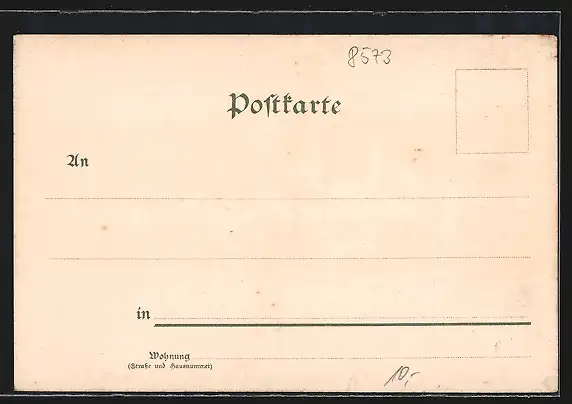 8573
Postkarte
An
in
Wohnung
(Straße und Hausnummer)
10,-